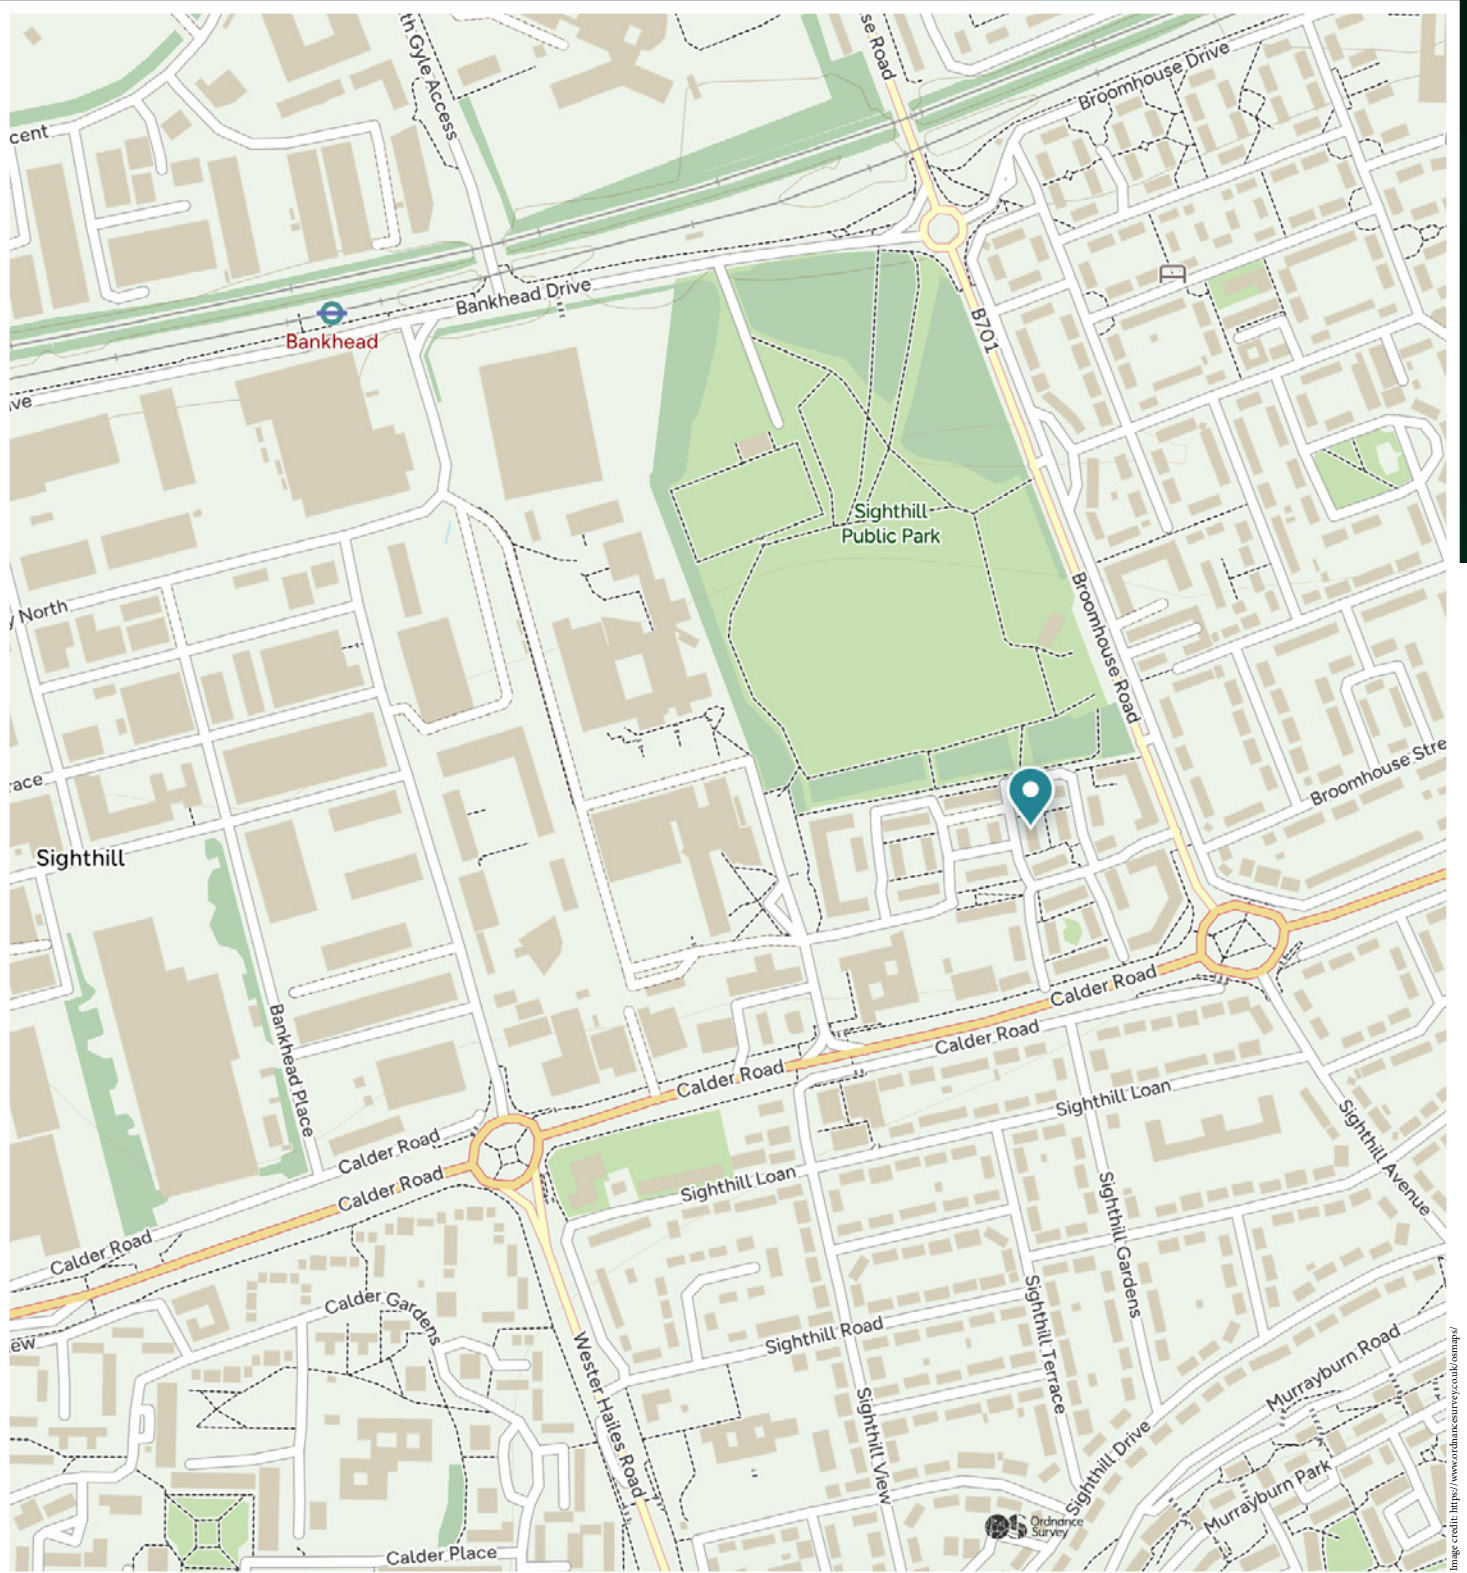 th Gyle Access
se Road
Broomhouse Drive
cent
Bankhead Drive
Bankhead
B701
ive
Sighthill
Public Park
y North
Broomhouse Road
race
Broomhouse Stre
Sighthill
Calder Road
Calder Road
Bankhead Place
Calder Road
Sighthill Loan
Calder Road
Calder Road
Sighthill Avenue
Sighthill Loan
Sighthill Gardens
Calder Road
Calder Gardens
Sighthill Terrace
Sighthill Road
ew
Wester Hailes Road
Murrayburn Road
Sighthill View
Sighthill Drive
Murrayburn Park
OS
Ordnance
Survey
Calder Place
Image credit: https://www.ordnancesurvey.co.uk/osmaps/